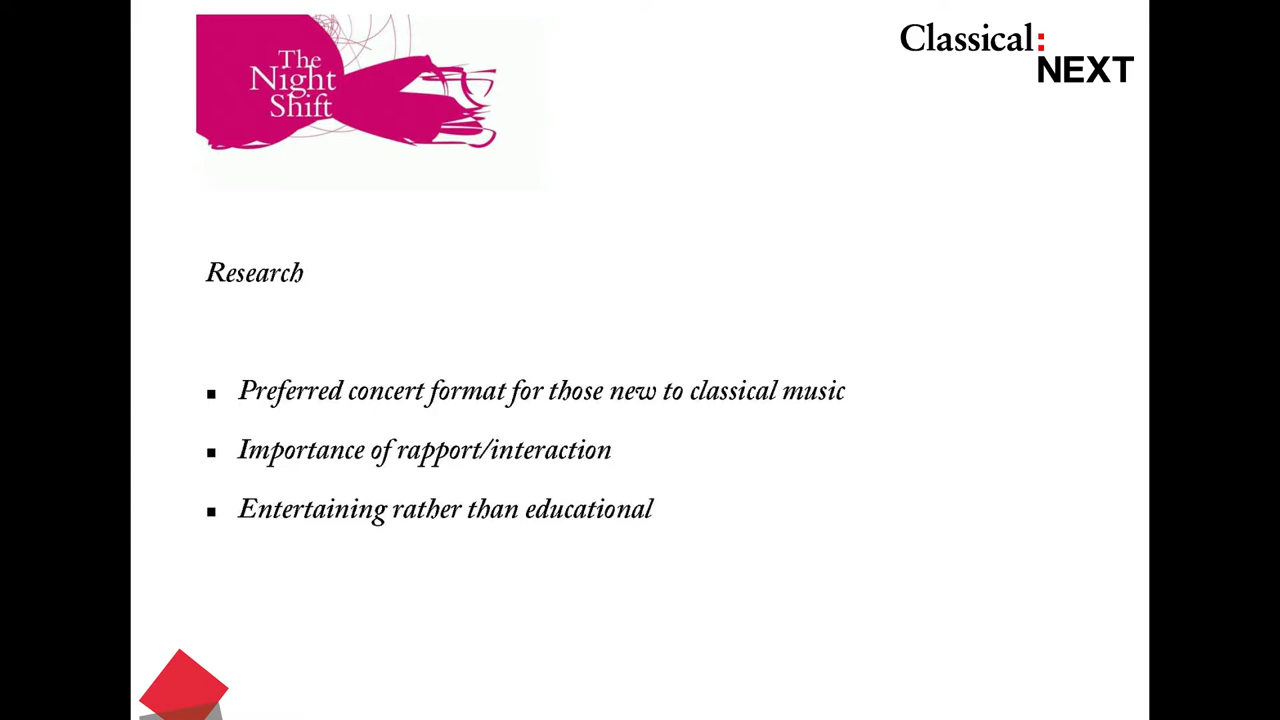 The
Night
Shift
Classical:
NEXT
Research
▪ Preferred concert format for those new to classical music
▪ Importance of rapport/interaction
▪ Entertaining rather than educational